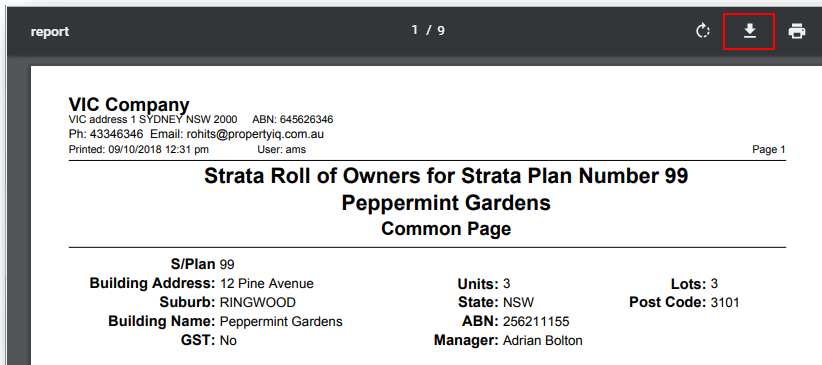 report 1 / 9
VIC Company
VIC address 1 SYDNEY NSW 2000 ABN: 645626346
Ph: 43346346 Email: rohits@propertyiq.com.au
Printed: 09/10/2018 12:31 pm User: ams Page 1
Strata Roll of Owners for Strata Plan Number 99
Peppermint Gardens
Common Page
S/Plan 99
Building Address: 12 Pine Avenue Units: 3 Lots: 3
Suburb: RINGWOOD State: NSW Post Code: 3101
Building Name: Peppermint Gardens ABN: 256211155
GST: No Manager: Adrian Bolton